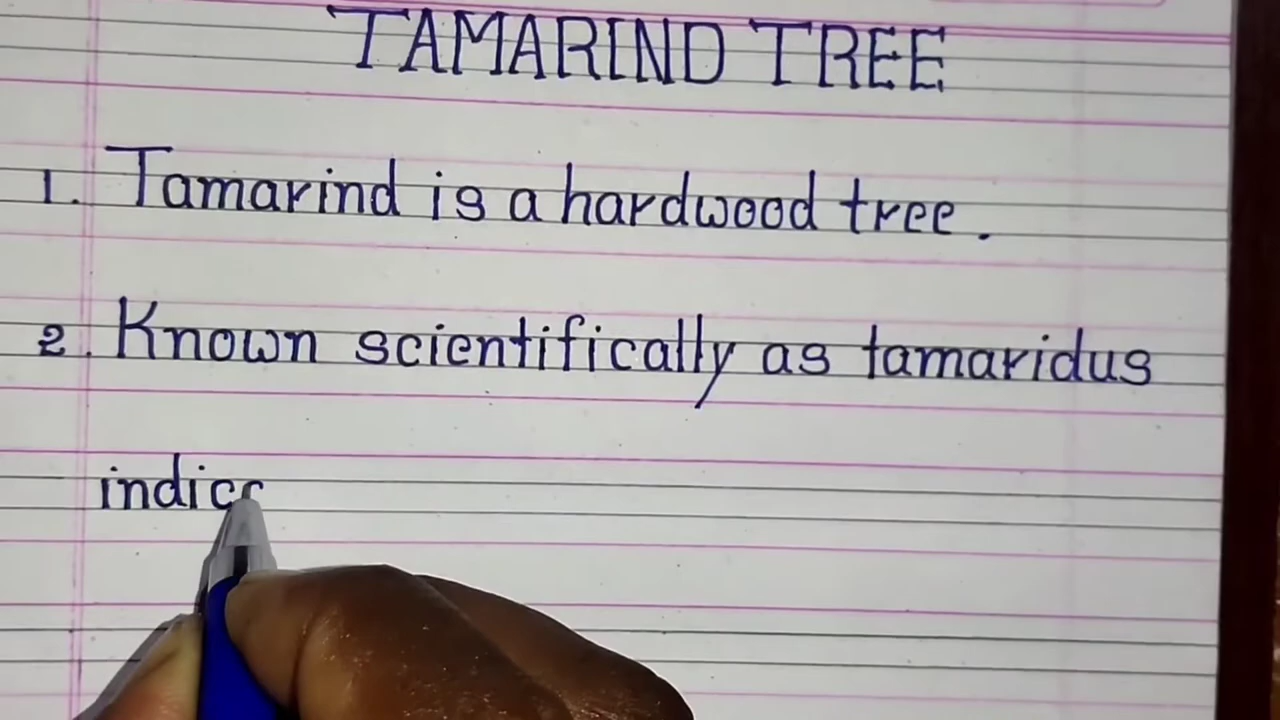 TAMARIND TREE
1. Tamarind is a hardwood tree.
2. Known scientifically as tamaridus
indic